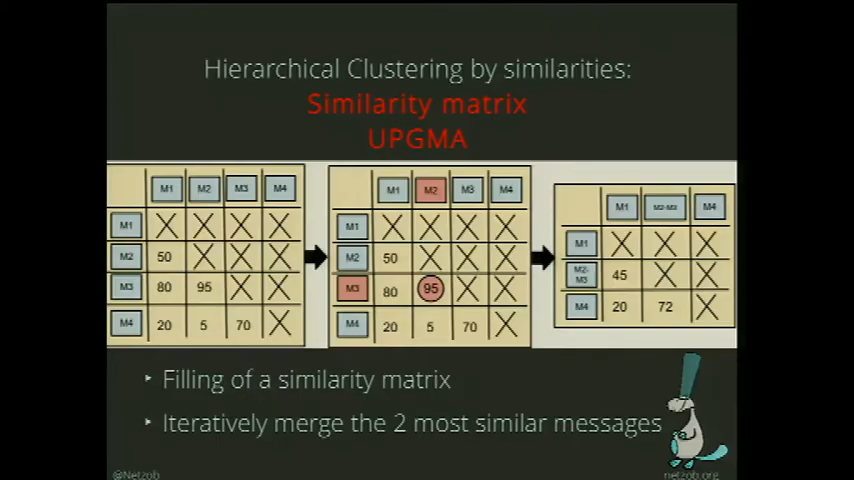 Hierarchical Clustering by similarities:
Similarity matrix
UPGMA
M1 M2 M3 M4
M1 X X X X
M2 50 X X X
M3 80 95 X X
M4 20 5 70 X
M1 M2 M3 M4
M1 X X X X
M2 50 X X X
M3 80 95 X X
M4 20 5 70 X
M1 M2-M3 M4
M1 X X X
M2-
M3 45 X X
M4 20 72 X
‣ Filling of a similarity matrix
‣ Iteratively merge the 2 most similar messages
@Netzob
netzob.org